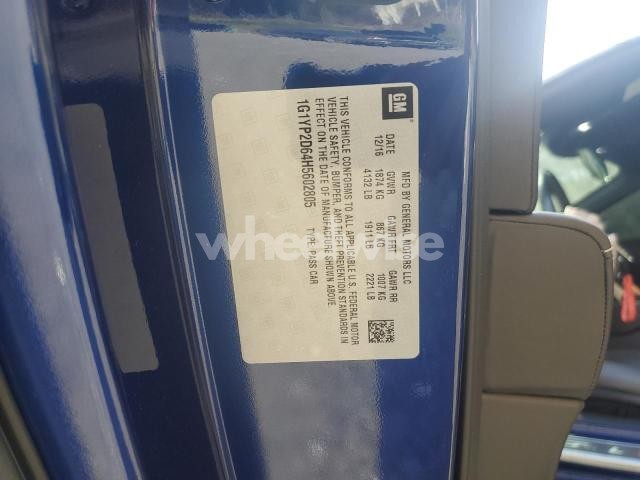 GM
MFD BY GENERAL MOTORS LLC
DATE GVWR GAWR FRT GAWR RR
12/16 1874 KG 867 KG 1007 KG
4132 LB 1911 LB 2221 LB
THIS VEHICLE CONFORMS TO ALL APPLICABLE U.S. FEDERAL MOTOR
VEHICLE SAFETY, BUMPER, AND THEFT PREVENTION STANDARDS IN
EFFECT ON THE DATE OF MANUFACTURE SHOWN ABOVE.
1G1YP2D64H5602805 TYPE: PASS CAR